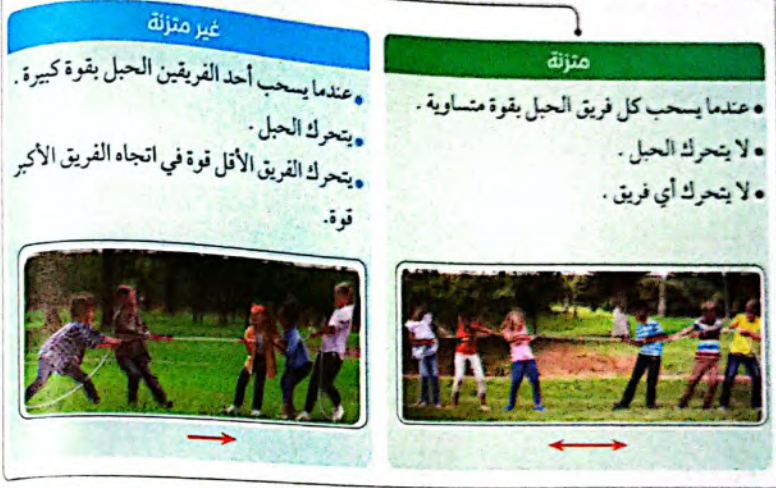 متزنة
• عندما يسحب كل فريق الحبل بقوة متساوية .
• لا يتحرك الحبل .
• لا يتحرك أي فريق .
غير متزنة
• عندما يسحب أحد الفريقين الحبل بقوة كبيرة .
• يتحرك الحبل .
• يتحرك الفريق الأقل قوة في اتجاه الفريق الأكبر
قوة.